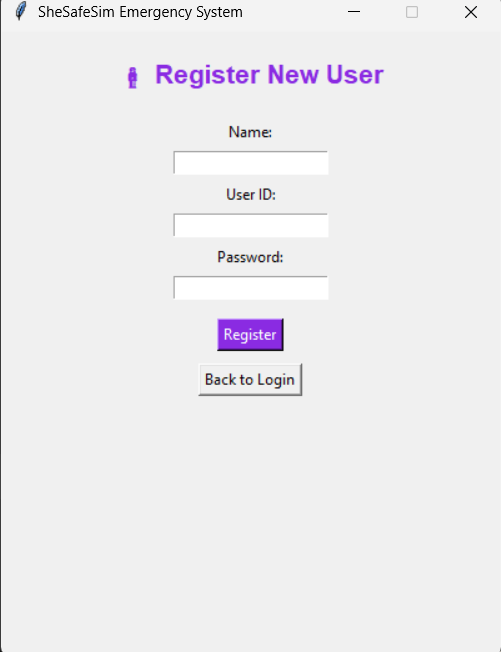 SheSafeSim Emergency System
Register New User
Name:
User ID:
Password:
Register
Back to Login